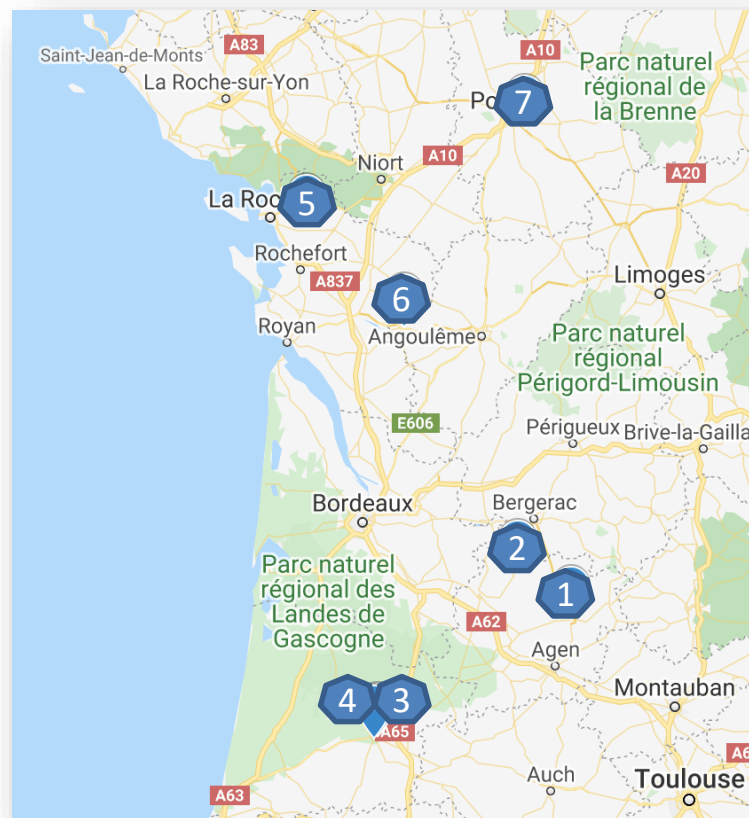 A83
A10
Saint-Jean-de-Monts
Parc naturel
régional de
la Brenne
La Roche-sur-Yon
7
A10
Niort
A20
La Roc
5
Rochefort
A837
Limoges
6
Royan
Angoulême
Parc naturel
régional
Périgord-Limousin
E606
Périgueux
Brive-la-Gailla
Bordeaux
Bergerac
2
Parc naturel
régional des
Landes de
Gascogne
1
A62
Agen
4
3
Montauban
A65
A63
Auch
Toulouse